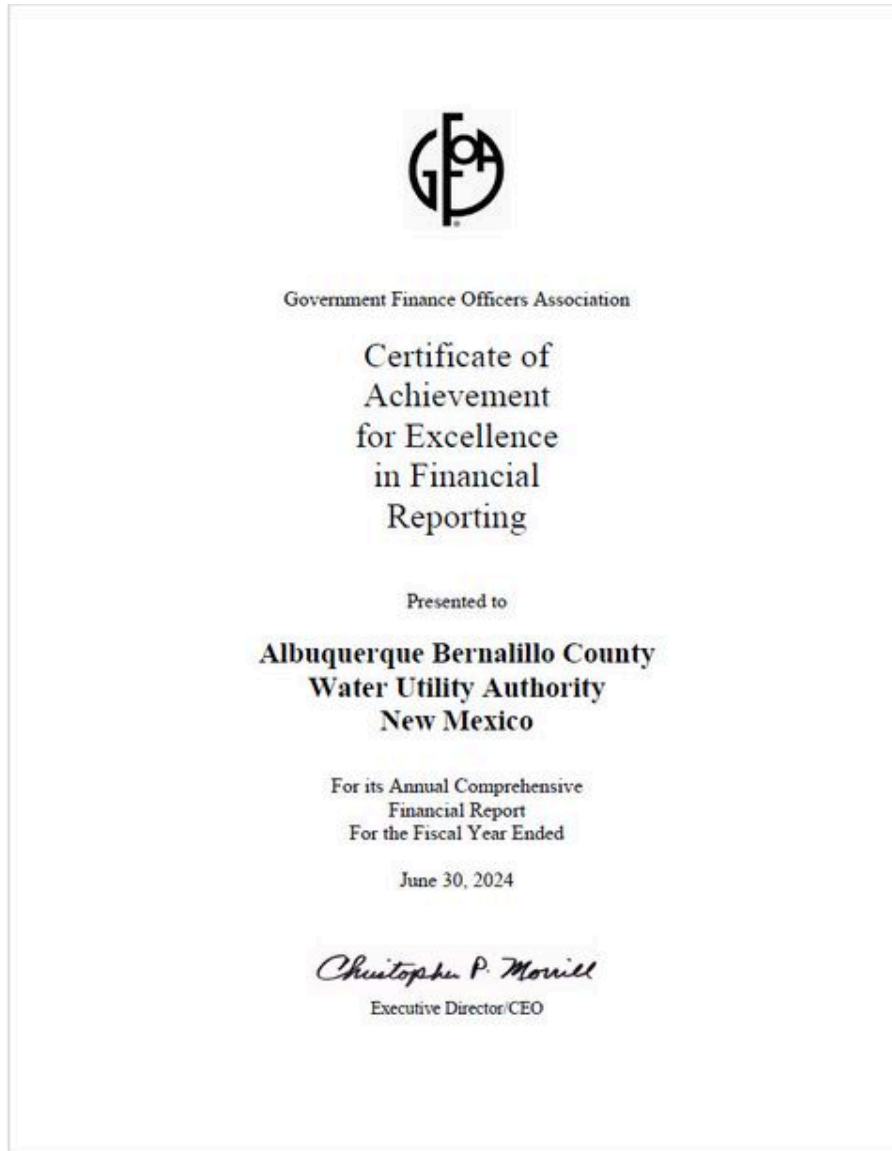 GFOA
Government Finance Officers Association
Certificate of
Achievement
for Excellence
in Financial
Reporting
Presented to
Albuquerque Bernalillo County
Water Utility Authority
New Mexico
For its Annual Comprehensive
Financial Report
For the Fiscal Year Ended
June 30, 2024
Christopher P. Morrill
Executive Director/CEO